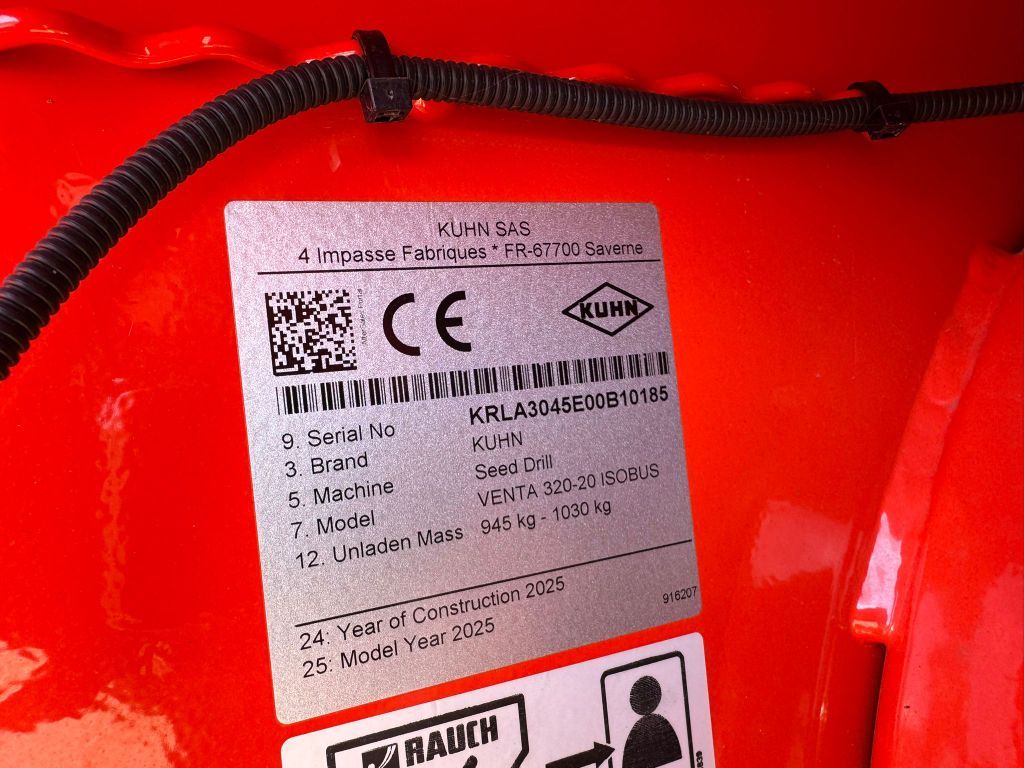 KUHN SAS
4 Impasse Fabriques * FR-67700 Saverne
CE
KUHN
9. Serial No KRLA3045E00B10185
3. Brand KUHN
5. Machine Seed Drill
7. Model VENTA 320-20 ISOBUS
12. Unladen Mass 945 kg - 1030 kg
24: Year of Construction 2025
25: Model Year 2025
916207
RAUCH